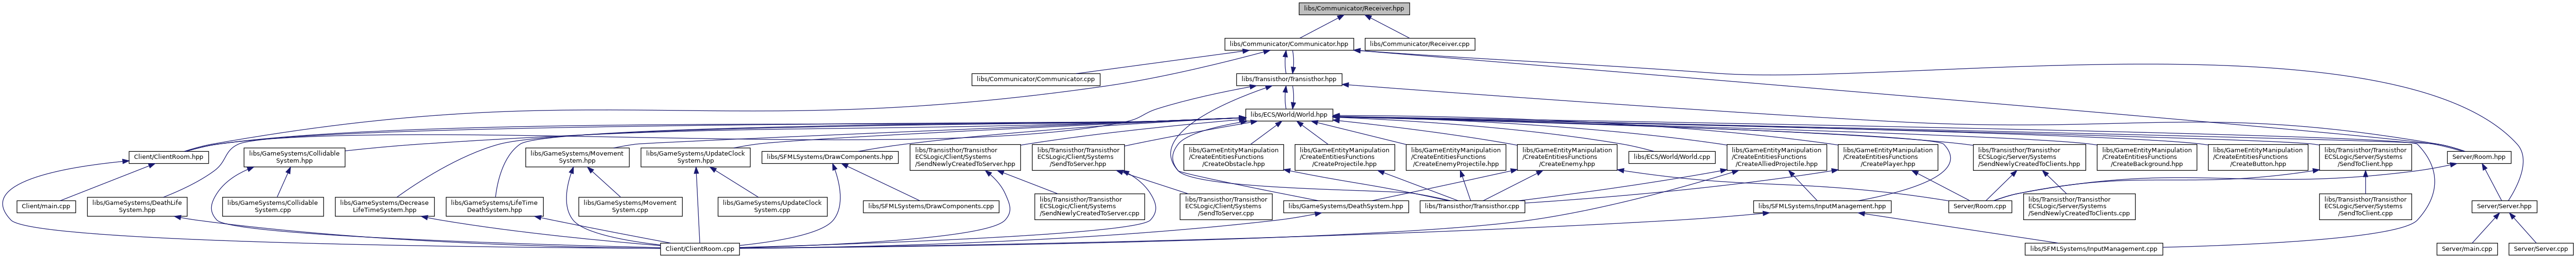 libs/Communicator/Receiver.hpp
libs/Communicator/Communicator.hpp
libs/Communicator/Receiver.cpp
libs/Communicator/Communicator.cpp
libs/Transisthor/Transisthor.hpp
libs/ECS/World/World.hpp
Client/ClientRoom.hpp
libs/GameSystems/Collidable
System.hpp
libs/GameSystems/Movement
System.hpp
libs/GameSystems/UpdateClock
System.hpp
libs/SFMLSystems/DrawComponents.hpp
libs/Transisthor/Transisthor
ECSLogic/Client/Systems
/SendNewlyCreatedToServer.hpp
libs/Transisthor/Transisthor
ECSLogic/Client/Systems
/SendToServer.hpp
libs/GameEntityManipulation
/CreateEntitiesFunctions
/CreateObstacle.hpp
libs/GameEntityManipulation
/CreateEntitiesFunctions
/CreateProjectile.hpp
libs/GameEntityManipulation
/CreateEntitiesFunctions
/CreateEnemyProjectile.hpp
libs/GameEntityManipulation
/CreateEntitiesFunctions
/CreateEnemy.hpp
libs/ECS/World/World.cpp
libs/GameEntityManipulation
/CreateEntitiesFunctions
/CreateAlliedProjectile.hpp
libs/GameEntityManipulation
/CreateEntitiesFunctions
/CreatePlayer.hpp
libs/Transisthor/Transisthor
ECSLogic/Server/Systems
/SendNewlyCreatedToClients.hpp
libs/GameEntityManipulation
/CreateEntitiesFunctions
/CreateBackground.hpp
libs/GameEntityManipulation
/CreateEntitiesFunctions
/CreateButton.hpp
libs/Transisthor/Transisthor
ECSLogic/Server/Systems
/SendToClient.hpp
Server/Room.hpp
Client/main.cpp
libs/GameSystems/DeathLife
System.hpp
libs/GameSystems/Collidable
System.cpp
libs/GameSystems/Decrease
LifeTimeSystem.hpp
libs/GameSystems/LifeTime
DeathSystem.hpp
libs/GameSystems/Movement
System.cpp
libs/GameSystems/UpdateClock
System.cpp
libs/SFMLSystems/DrawComponents.cpp
libs/Transisthor/Transisthor
ECSLogic/Client/Systems
/SendNewlyCreatedToServer.cpp
libs/Transisthor/Transisthor
ECSLogic/Client/Systems
/SendToServer.cpp
libs/GameSystems/DeathSystem.hpp
libs/Transisthor/Transisthor.cpp
libs/SFMLSystems/InputManagement.hpp
Server/Room.cpp
libs/Transisthor/Transisthor
ECSLogic/Server/Systems
/SendNewlyCreatedToClients.cpp
libs/Transisthor/Transisthor
ECSLogic/Server/Systems
/SendToClient.cpp
Server/Server.hpp
Client/ClientRoom.cpp
libs/SFMLSystems/InputManagement.cpp
Server/main.cpp
Server/Server.cpp